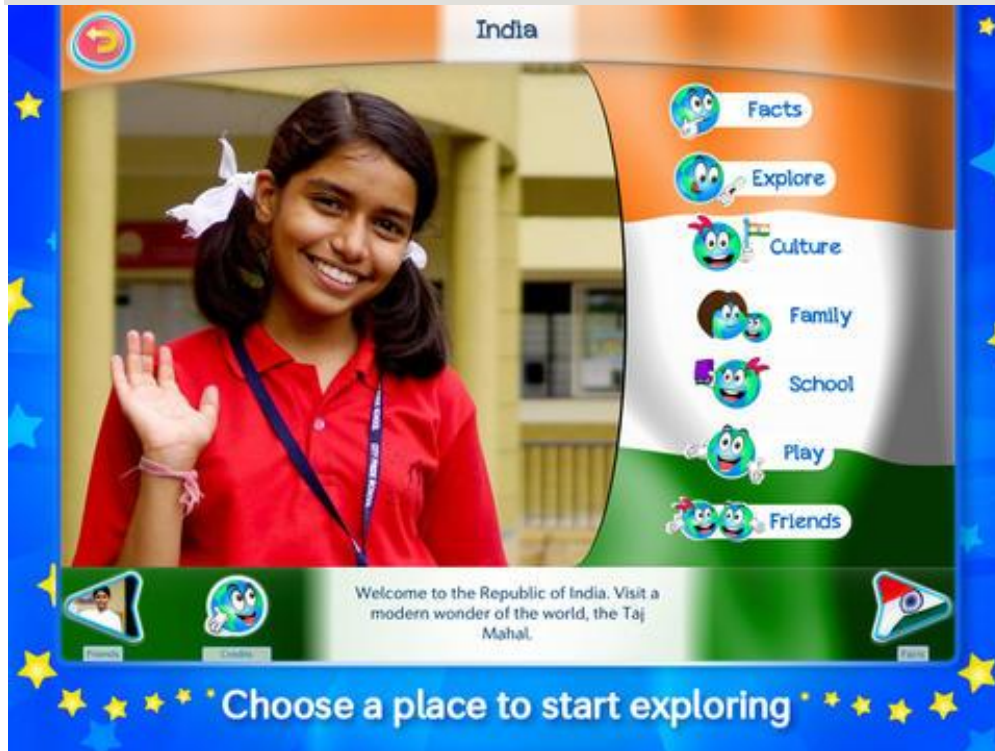 India
Facts
Explore
Culture
Family
School
Play
Friends
Welcome to the Republic of India. Visit a
modern wonder of the world, the Taj
Mahal.
Friends
Credits
Facts
Choose a place to start exploring